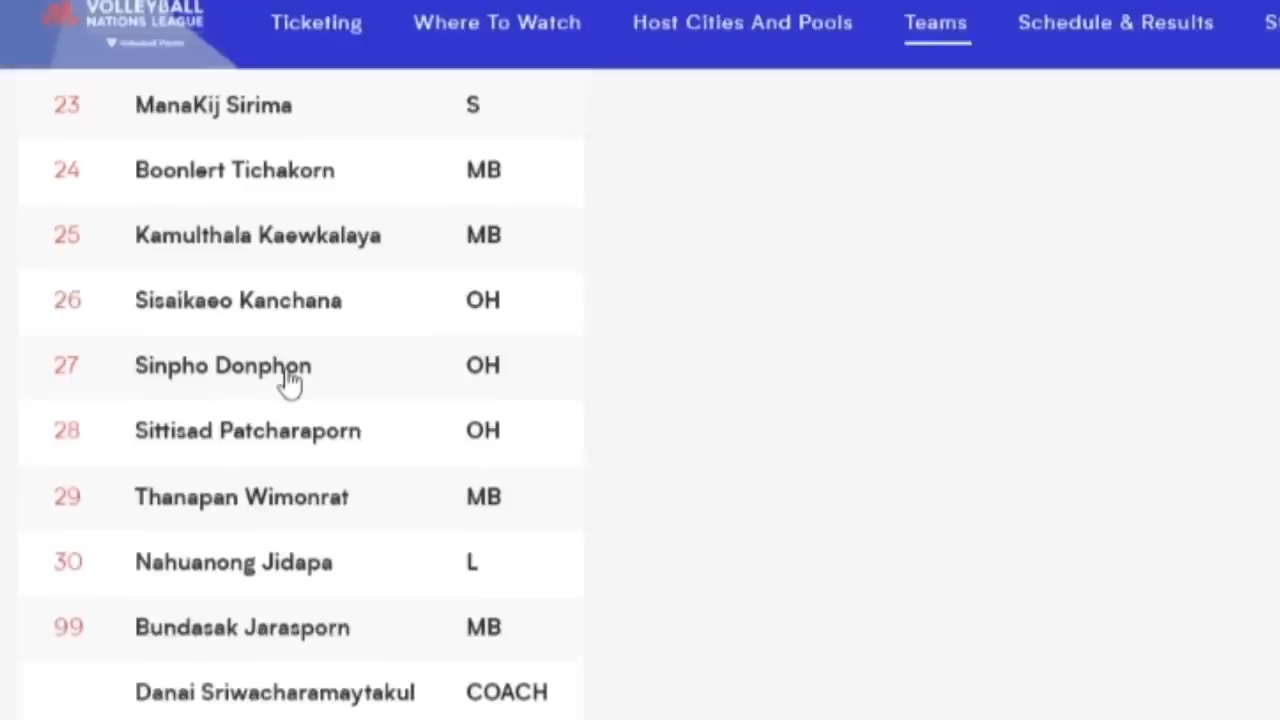 VOLLEYBALL
NATIONS LEAGUE
Ticketing Where To Watch Host Cities And Pools Teams Schedule & Results S
23 ManaKij Sirima S
24 Boonlert Tichakorn MB
25 Kamulthala Kaewkalaya MB
26 Sisaikaeo Kanchana OH
27 Sinpho Donphon OH
28 Sittisad Patcharaporn OH
29 Thanapan Wimonrat MB
30 Nahuanong Jidapa L
99 Bundasak Jarasporn MB
Danai Sriwacharamaytakul COACH